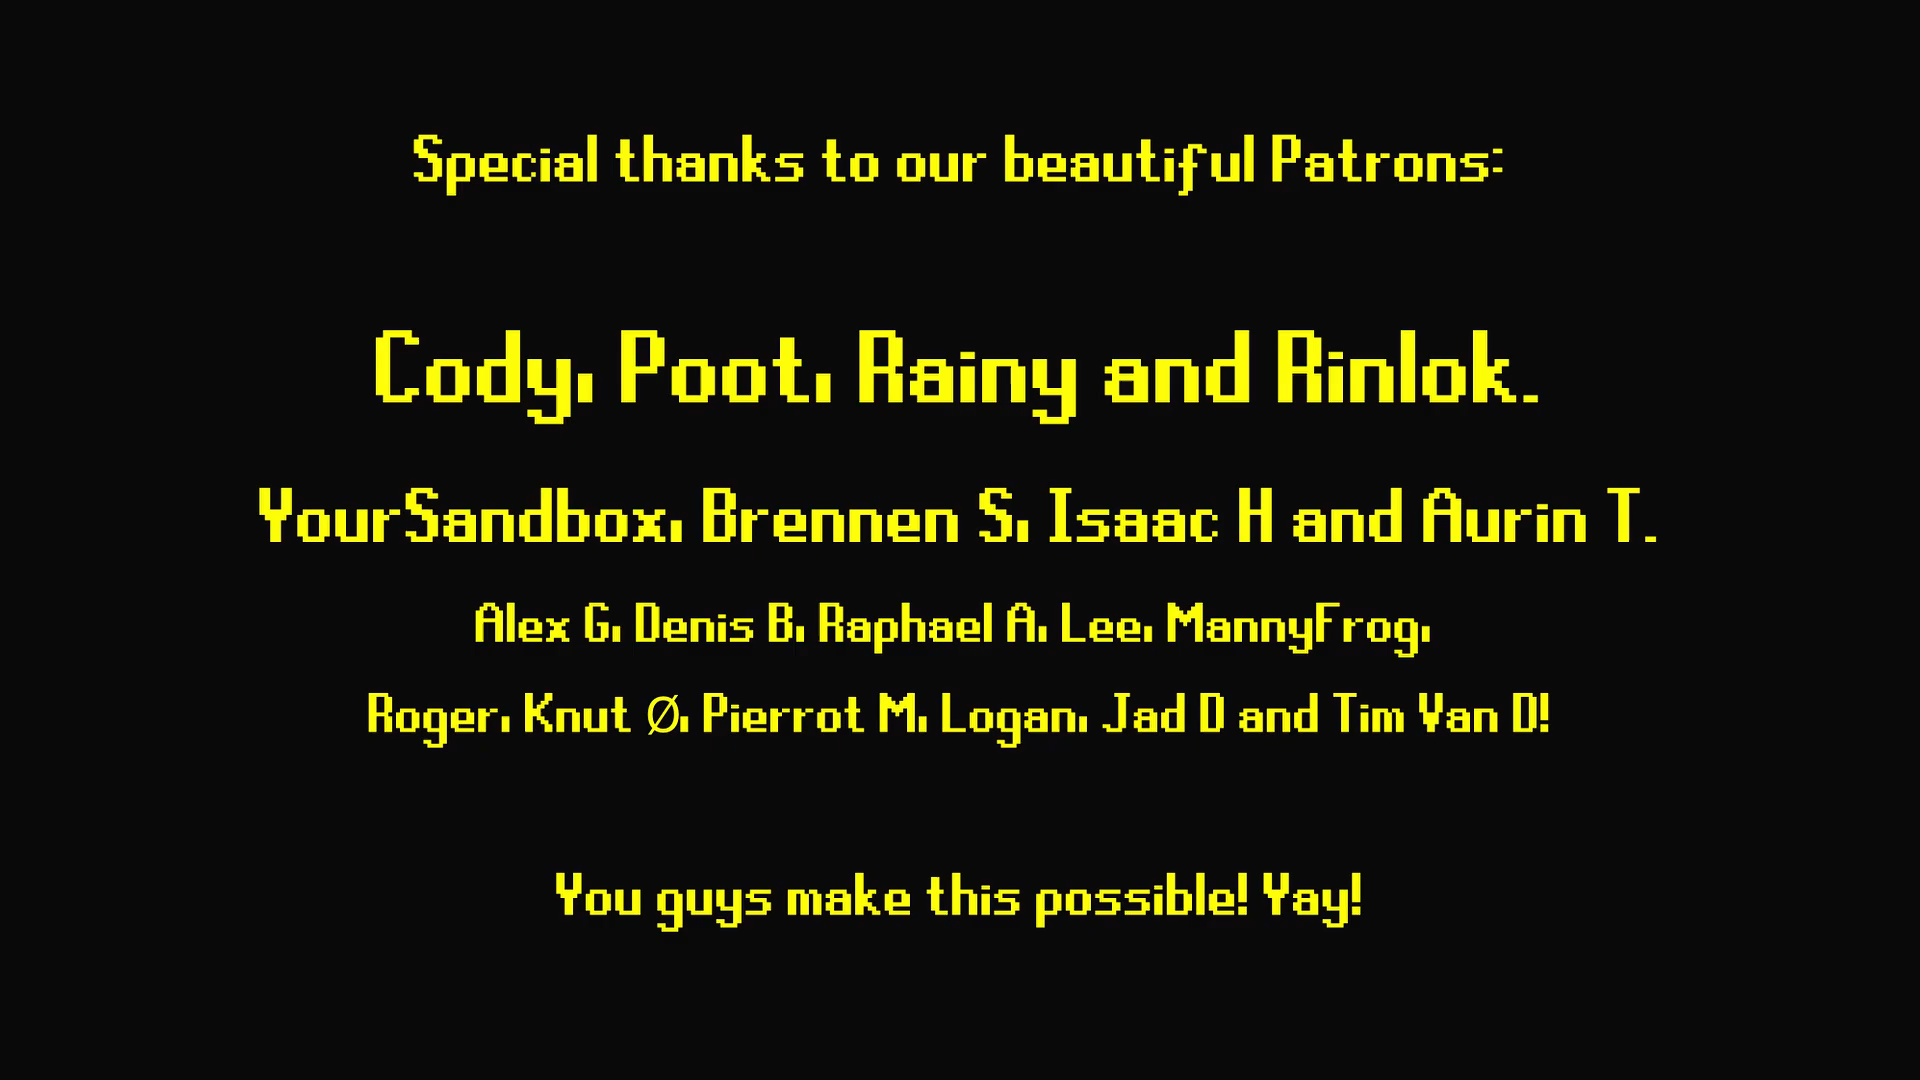 Special thanks to our beautiful Patrons:
Cody, Poot, Rainy and Rinlok.
YourSandbox, Brennen S, Isaac H and Aurin T.
Alex G, Denis B, Raphael A, Lee, MannyFrog,
Roger, Knut Ø, Pierrot M, Logan, Jad D and Tim Van D!
You guys make this possible! Yay!